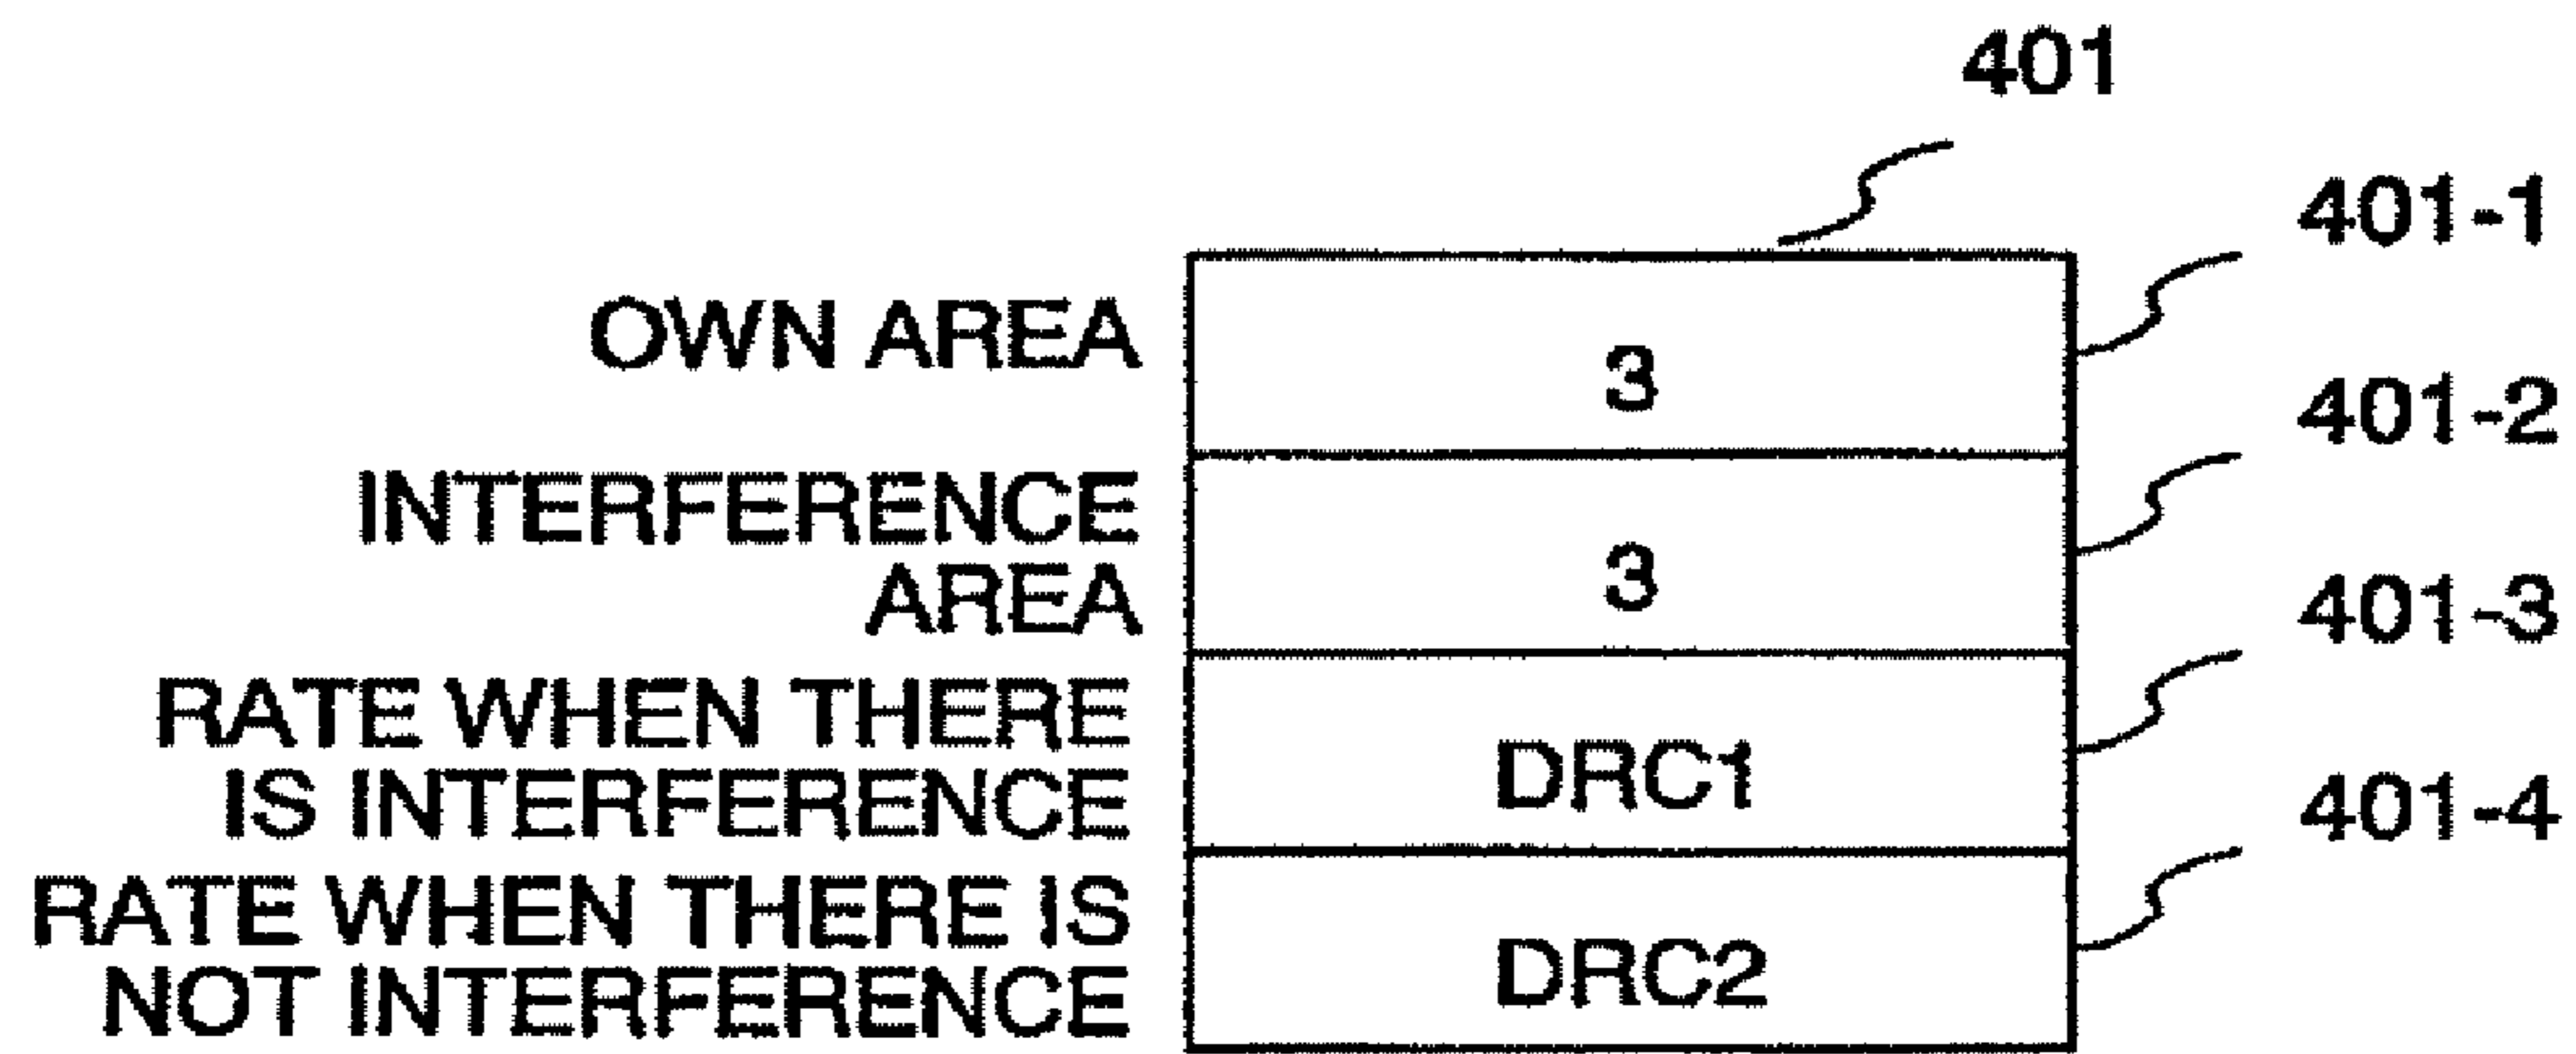 401
401-1
OWN AREA
3
401-2
INTERFERENCE
AREA
3
401-3
RATE WHEN THERE
IS INTERFERENCE
DRC1
401-4
RATE WHEN THERE IS
NOT INTERFERENCE
DRC2